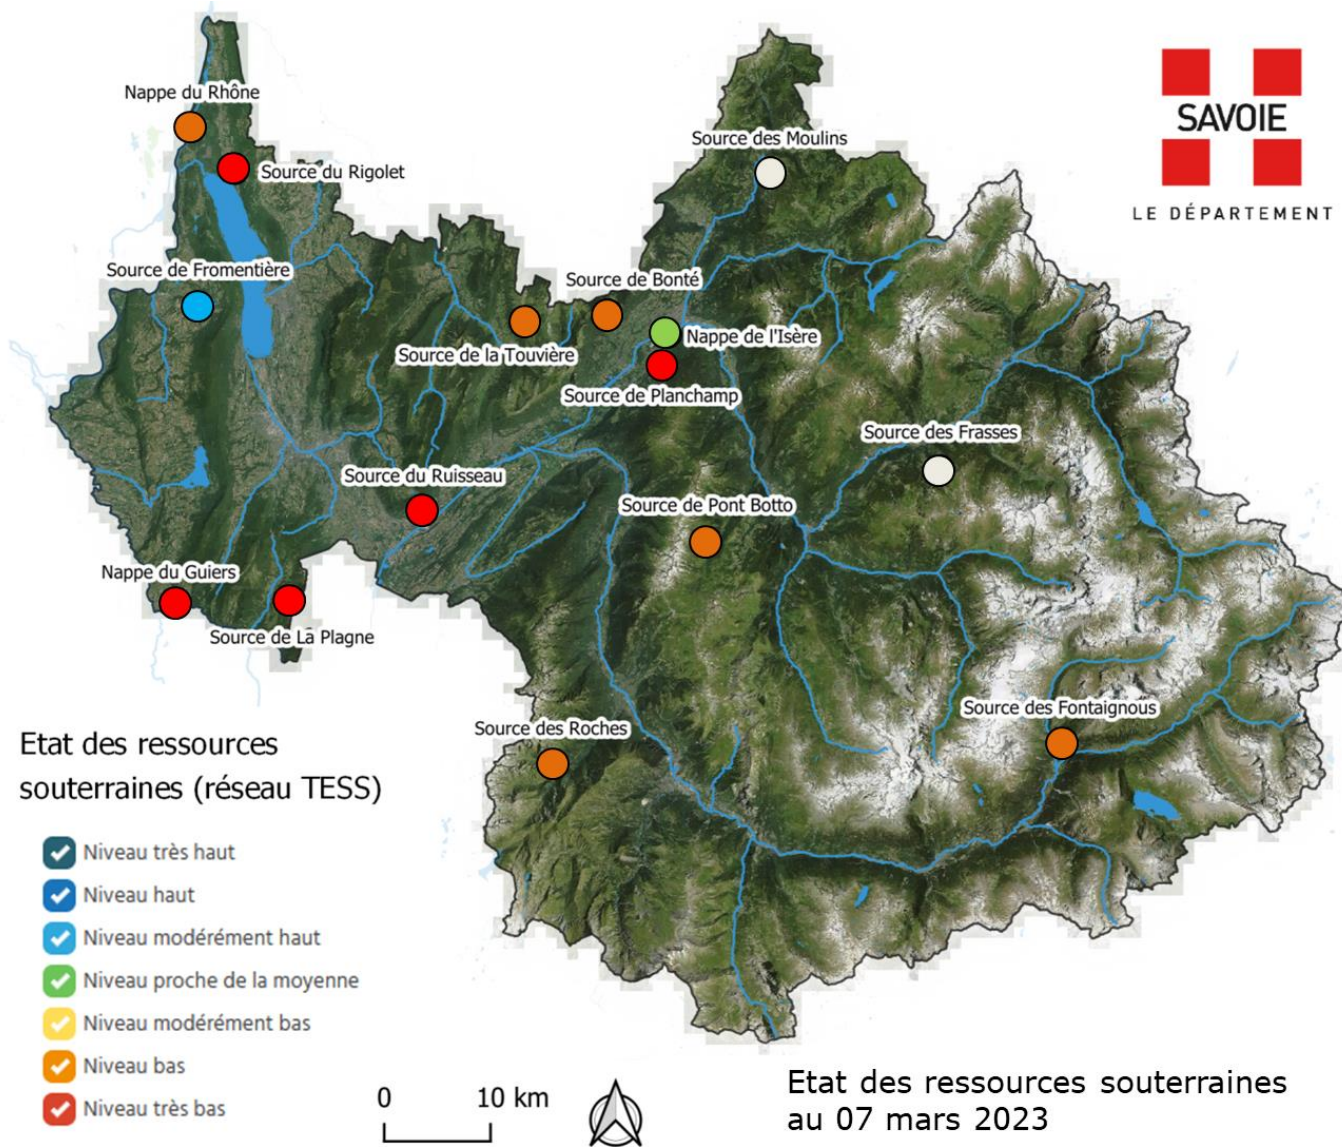 Nappe du Rhône
Source du Rigolet
Source des Moulins
SAVOIE
LE DÉPARTEMENT
Source de Fromentière
Source de Bonté
Source de la Touvière
Nappe de l'Isère
Source de Planchamp
Source des Frasses
Source du Ruisseau
Source de Pont Botto
Nappe du Guiers
Source de La Plagne
Source des Roches
Source des Fontaignous
Etat des ressources
souterraines (réseau TESS)
Niveau très haut
Niveau haut
Niveau modérément haut
Niveau proche de la moyenne
Niveau modérément bas
Niveau bas
Niveau très bas
0 10 km
Etat des ressources souterraines
au 07 mars 2023